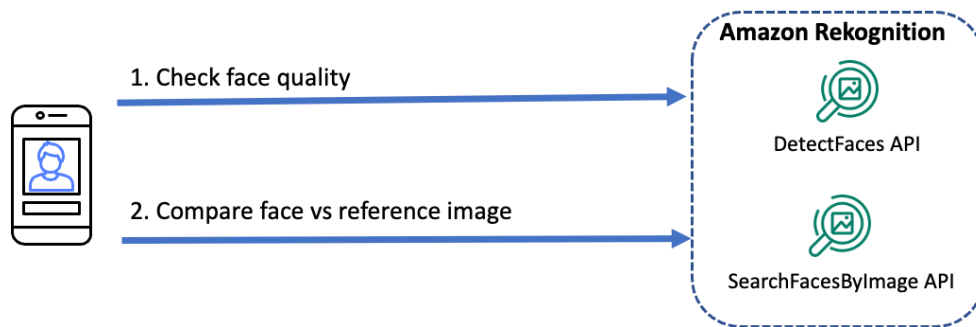 Amazon Rekognition
1. Check face quality
DetectFaces API
2. Compare face vs reference image
SearchFacesByImage API